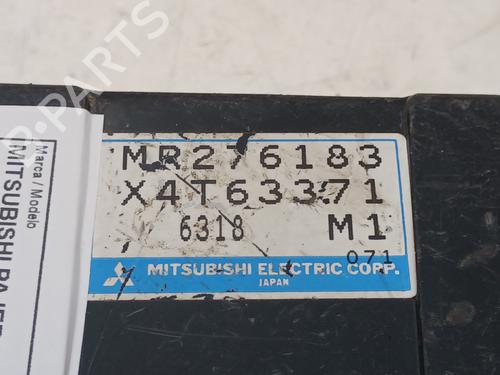 MR276183
X4T63371
6318 M1
071
MITSUBISHI ELECTRIC CORP.
JAPAN
Marca / Modelo
MITSUBISHI
B-PARTS